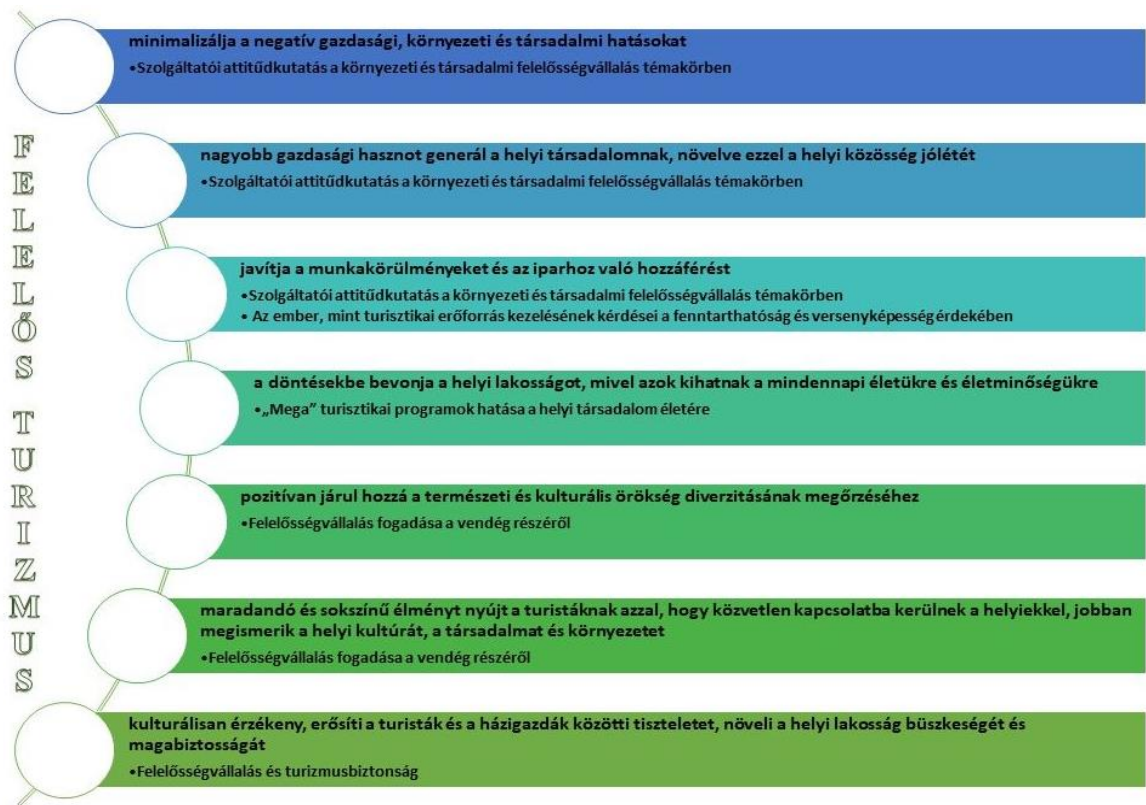 FELELŐS TURIZMUS
minimalizálja a negatív gazdasági, környezeti és társadalmi hatásokat
•Szolgáltatói attitűdkutatás a környezeti és társadalmi felelősségvállalás témakörben
nagyobb gazdasági hasznot generál a helyi társadalomnak, növelve ezzel a helyi közösség jólétét
•Szolgáltatói attitűdkutatás a környezeti és társadalmi felelősségvállalás témakörben
javítja a munkakörülményeket és az iparhoz való hozzáférést
•Szolgáltatói attitűdkutatás a környezeti és társadalmi felelősségvállalás témakörben
• Az ember, mint turisztikai erőforrás kezelésének kérdései a fenntarthatóság és versenyképesség érdekében
a döntésekbe bevonja a helyi lakosságot, mivel azok kihatnak a mindennapi életükre és életminőségükre
•„Mega” turisztikai programok hatása a helyi társadalom életére
pozitívan járul hozzá a természeti és kulturális örökség diverzitásának megőrzéséhez
•Felelősségvállalás fogadása a vendég részéről
maradandó és sokszínű élményt nyújt a turistáknak azzal, hogy közvetlen kapcsolatba kerülnek a helyiekkel, jobban
megismerik a helyi kultúrát, a társadalmat és környezetet
•Felelősségvállalás fogadása a vendég részéről
kulturálisan érzékeny, erősíti a turisták és a házigazdák közötti tiszteletet, növeli a helyi lakosság büszkeségét és
magabiztosságát
•Felelősségvállalás és turizmusbiztonság